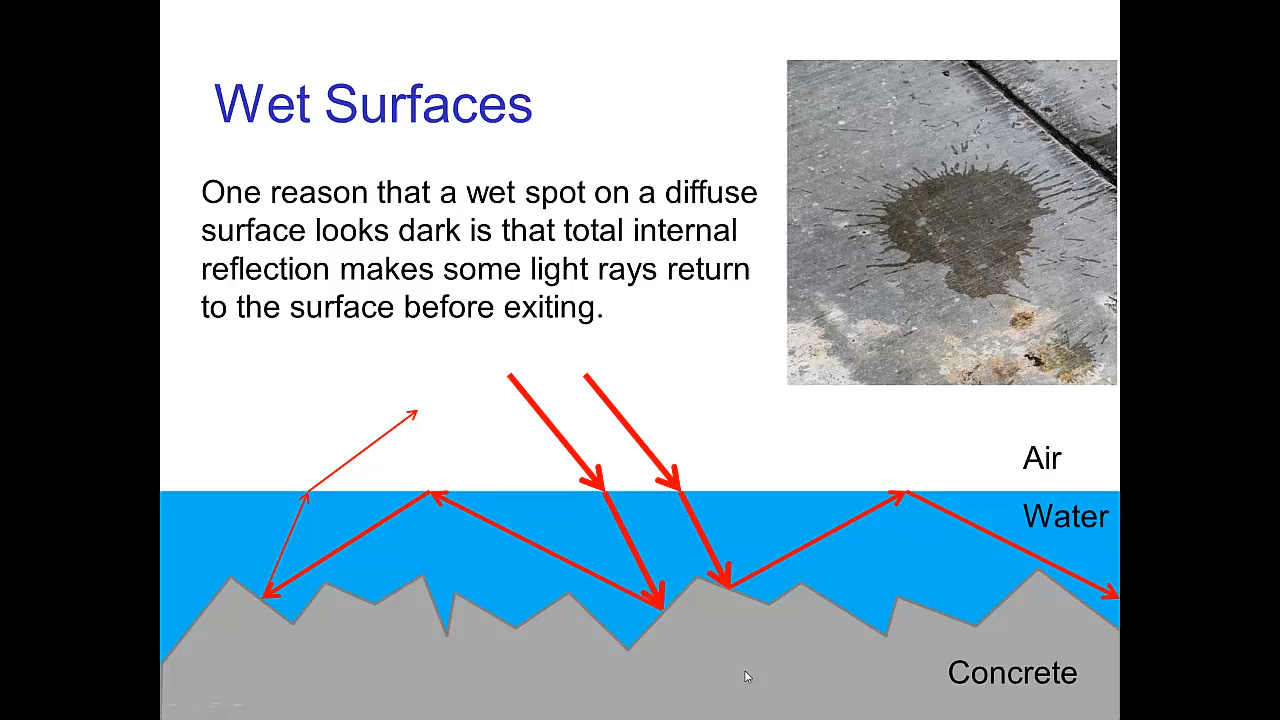 Wet Surfaces
One reason that a wet spot on a diffuse
surface looks dark is that total internal
reflection makes some light rays return
to the surface before exiting.
Air
Water
Concrete